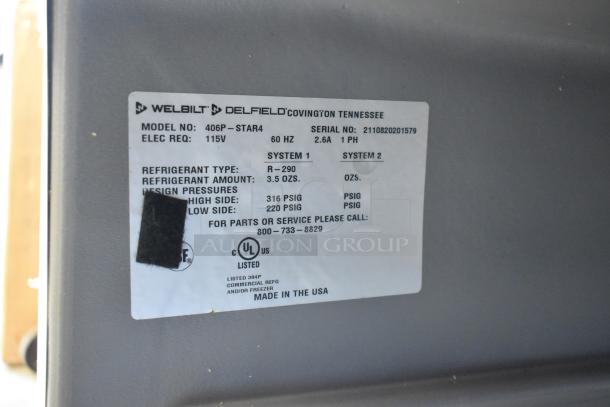 WELBILT DELFIELD COVINGTON TENNESSEE
MODEL NO: 406P-STAR4 SERIAL NO: 2110820201579
ELEC REQ: 115V 60 HZ 2.6A 1 PH
SYSTEM 1 SYSTEM 2
REFRIGERANT TYPE: R-290
REFRIGERANT AMOUNT: 3.5 OZS. OZS.
DESIGN PRESSURES
HIGH SIDE: 316 PSIG PSIG
LOW SIDE: 220 PSIG PSIG
FOR PARTS OR SERVICE PLEASE CALL:
800-733-8829
AUCTION GROUP
C UL US
LISTED
LISTED 384P
COMMERCIAL REFG
AND/OR FREEZER
MADE IN THE USA